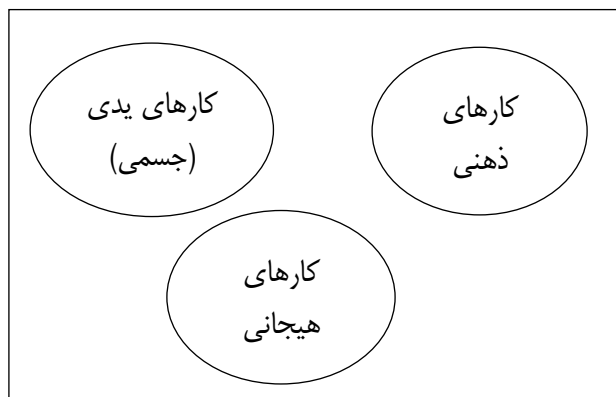 کارهای یدی
(جسمی)
کارهای
ذهنی
کارهای
هیجانی